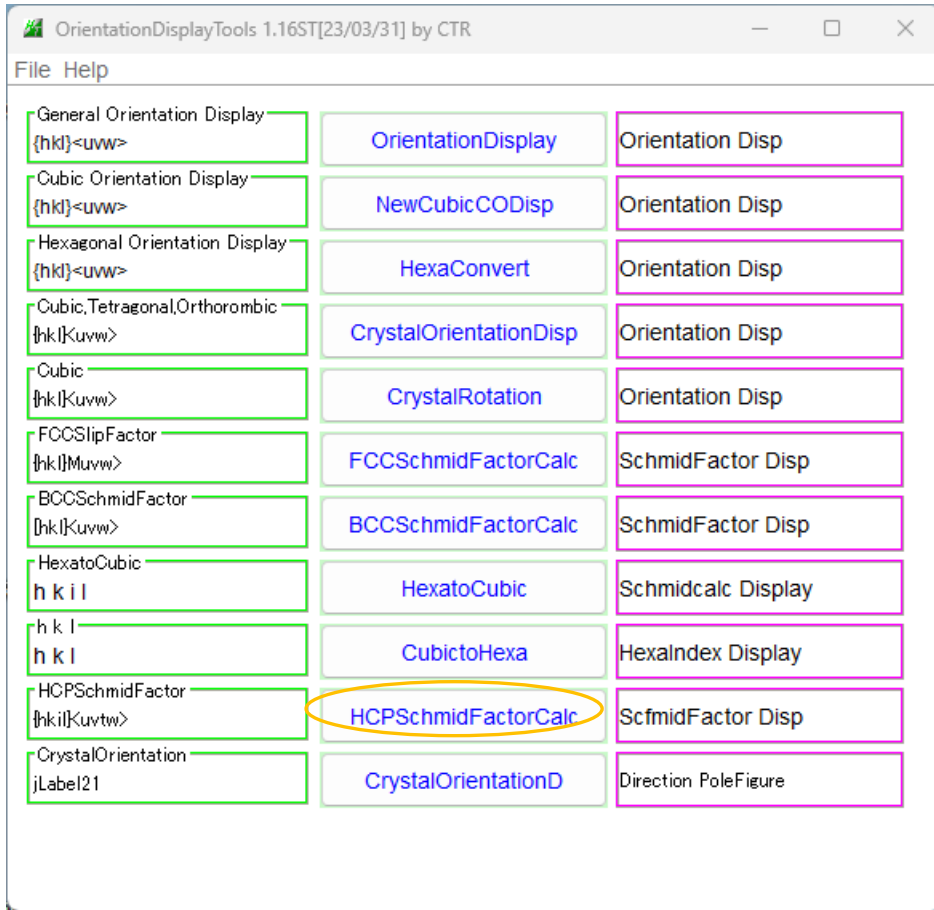 OrientationDisplayTools 1.16ST[23/03/31] by CTR
File Help
General Orientation Display
{hkl}<uvw>
OrientationDisplay
Orientation Disp
Cubic Orientation Display
{hkl}<uvw>
NewCubicCODisp
Orientation Disp
Hexagonal Orientation Display
{hkl}<uvw>
HexaConvert
Orientation Disp
Cubic,Tetragonal,Orthorombic
{hkl}<uvw>
CrystalOrientationDisp
Orientation Disp
Cubic
{hkl}<uvw>
CrystalRotation
Orientation Disp
FCCSlipFactor
{hkl}Muvw>
FCCSchmidFactorCalc
SchmidFactor Disp
BCCSchmidFactor
[hkl}<uvw>
BCCSchmidFactorCalc
SchmidFactor Disp
HexatoCubic
h k i l
HexatoCubic
Schmidcalc Display
h k l
h k l
CubictoHexa
HexaIndex Display
HCPSchmidFactor
{hkil}<uvtw>
HCPSchmidFactorCalc
ScfmidFactor Disp
CrystalOrientation
jLabel21
CrystalOrientationD
Direction PoleFigure